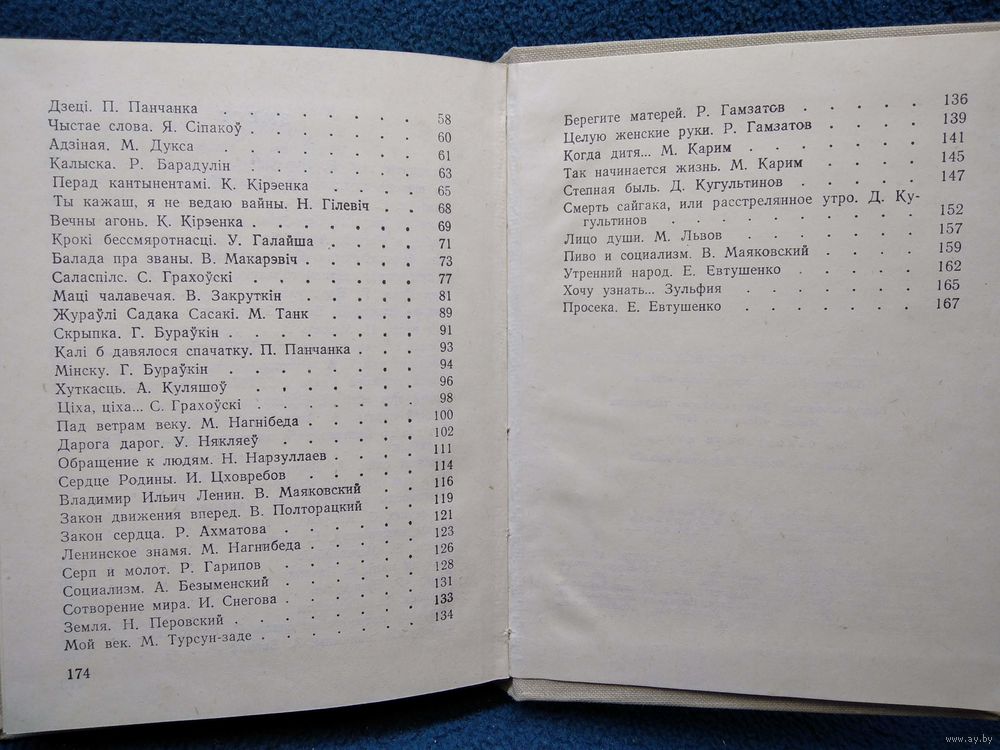 Дзеці. П. Панчанка . . . . . . . 58
Чыстае слова. Я. Сіпакоў . . . . . . 60
Адзіная. М. Дукса . . . . . . . 61
Калыска. Р. Барадулін . . . . . . 63
Перад кантынентамі. К. Кірэенка . . . . 65
Ты кажаш, я не ведаю вайны. Н. Гілевіч . . 68
Вечны агонь. К. Кірэенка . . . . . . 69
Крокі бессмяротнасці. У. Галайша . . . . 71
Балада пра званы. В. Макарэвіч . . . . 73
Саласпілс. С. Грахоўскі . . . . . . 77
Маці чалавечая. В. Закруткін . . . . . 81
Жураўлі Садака Сасакі. М. Танк . . . . 89
Скрыпка. Г. Бураўкін . . . . . . 91
Калі б давялося спачатку. П. Панчанка . . . 93
Мінску. Г. Бураўкін . . . . . . . 94
Хуткасць. А. Куляшоў . . . . . . 96
Ціха, ціха... С. Грахоўскі . . . . . . 98
Пад ветрам веку. М. Нагнібеда . . . . . 100
Дарога дарог. У. Някляеў . . . . . . 102
Обращение к людям. Н. Нарзуллаев . . . . 111
Сердце Родины. И. Цховребов . . . . . 114
Владимир Ильич Ленин. В. Маяковский . . . 116
Закон движения вперед. В. Полторацкий . . . 119
Закон сердца. Р. Ахматова . . . . . 121
Ленинское знамя. М. Нагнибеда . . . . . 123
Серп и молот. Р. Гарипов . . . . . . 126
Социализм. А. Безыменский . . . . . 128
Сотворение мира. И. Снегова . . . . . 131
Земля. Н. Перовский . . . . . . . 133
Мой век. М. Турсун-заде . . . . . . 134
174
Берегите матерей. Р. Гамзатов . . . . . 136
Целую женские руки. Р. Гамзатов . . . . 139
Когда дитя... М. Карим . . . . . . 141
Так начинается жизнь. М. Карим . . . . 145
Степная быль. Д. Кугультинов . . . . . 147
Смерть сайгака, или расстрелянное утро. Д. Ку-
гультинов . . . . . . . . 152
Лицо души. М. Львов . . . . . . 157
Пиво и социализм. В. Маяковский . . . . 159
Утренний народ. Е. Евтушенко . . . . . 162
Хочу узнать... Зульфия . . . . . . 165
Просека. Е. Евтушенко . . . . . . 167
www.ay.by